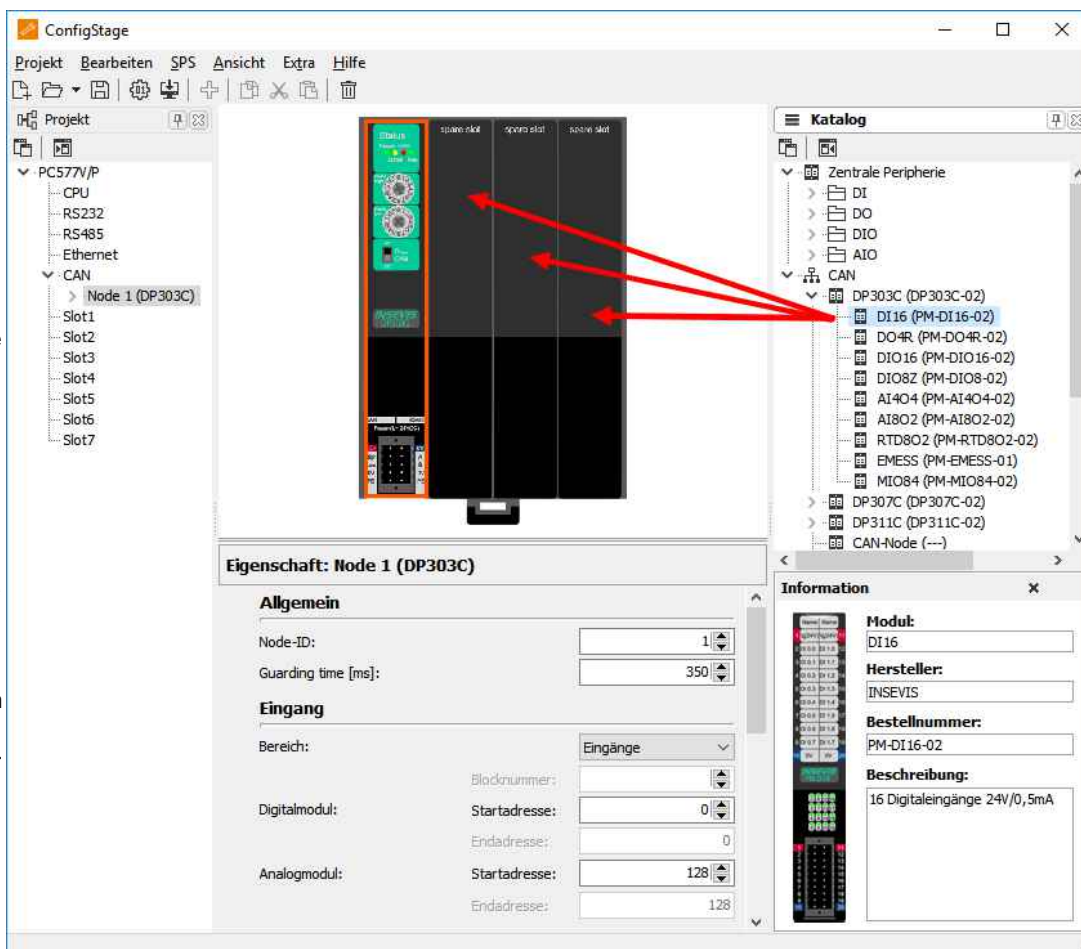 ConfigStage
Projekt Bearbeiten SPS Ansicht Extra Hilfe
Projekt
PC577V/P
CPU
RS232
RS485
Ethernet
CAN
Node 1 (DP303C)
Slot1
Slot2
Slot3
Slot4
Slot5
Slot6
Slot7
Status
spare slot spare slot spare slot
INSEVIS
Katalog
Zentrale Peripherie
DI
DO
DIO
AIO
CAN
DP303C (DP303C-02)
DI16 (PM-DI16-02)
DO4R (PM-DO4R-02)
DIO16 (PM-DIO16-02)
DIO8Z (PM-DIO8-02)
AI4O4 (PM-AI4O4-02)
AI8O2 (PM-AI8O2-02)
RTD8O2 (PM-RTD8O2-02)
EMESS (PM-EMESS-01)
MIO84 (PM-MIO84-02)
DP307C (DP307C-02)
DP311C (DP311C-02)
CAN-Node (---)
Eigenschaft: Node 1 (DP303C)
Allgemein
Node-ID: 1
Guarding time [ms]: 350
Eingang
Bereich: Eingänge
Blocknummer:
Digitalmodul: Startadresse: 0
Endadresse: 0
Analogmodul: Startadresse: 128
Endadresse: 128
Information
Name Name
Modul:
DI16
Hersteller:
INSEVIS
Bestellnummer:
PM-DI16-02
Beschreibung:
16 Digitaleingänge 24V/0,5mA